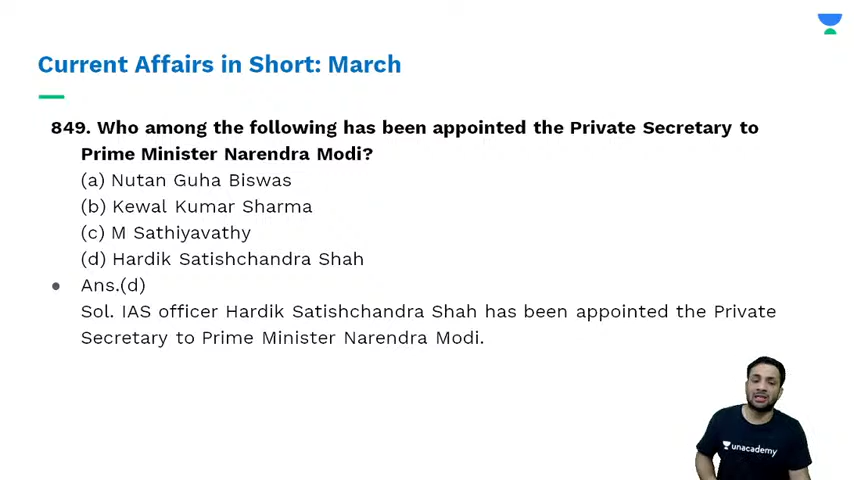 Current Affairs in Short: March
849. Who among the following has been appointed the Private Secretary to
Prime Minister Narendra Modi?
(a) Nutan Guha Biswas
(b) Kewal Kumar Sharma
(c) M Sathiyavathy
(d) Hardik Satishchandra Shah
● Ans.(d)
Sol. IAS officer Hardik Satishchandra Shah has been appointed the Private
Secretary to Prime Minister Narendra Modi.
unacademy